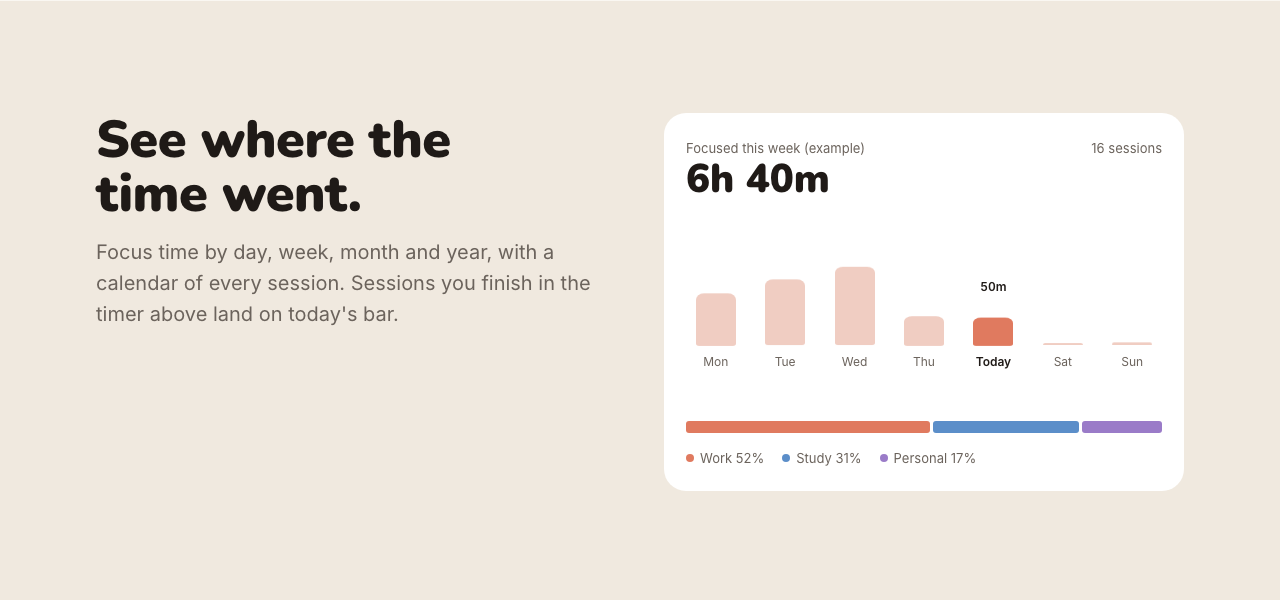 See where the
time went.
Focus time by day, week, month and year, with a
calendar of every session. Sessions you finish in the
timer above land on today's bar.
Focused this week (example)
16 sessions
6h 40m
50m
Mon Tue Wed Thu Today Sat Sun
Work 52% Study 31% Personal 17%